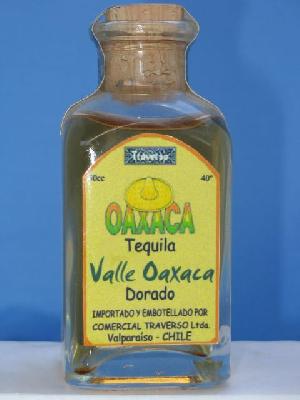 Traverso
50cc 40°
OAXACA
Tequila
Valle Oaxaca
Dorado
IMPORTADO Y EMBOTELLADO POR
COMERCIAL TRAVERSO Ltda.
Valparaíso - CHILE